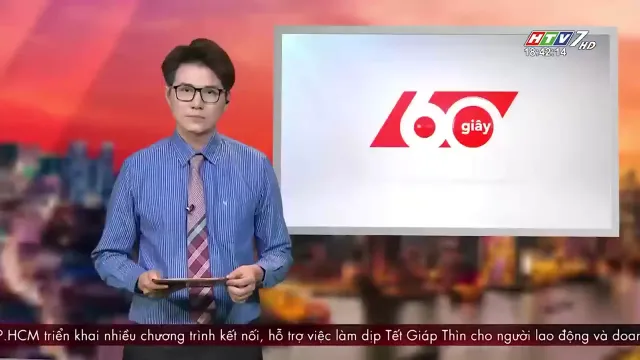 HTV7 HD
18:42:14
60 giây
P.HCM triển khai nhiều chương trình kết nối, hỗ trợ việc làm dịp Tết Giáp Thìn cho người lao động và doa